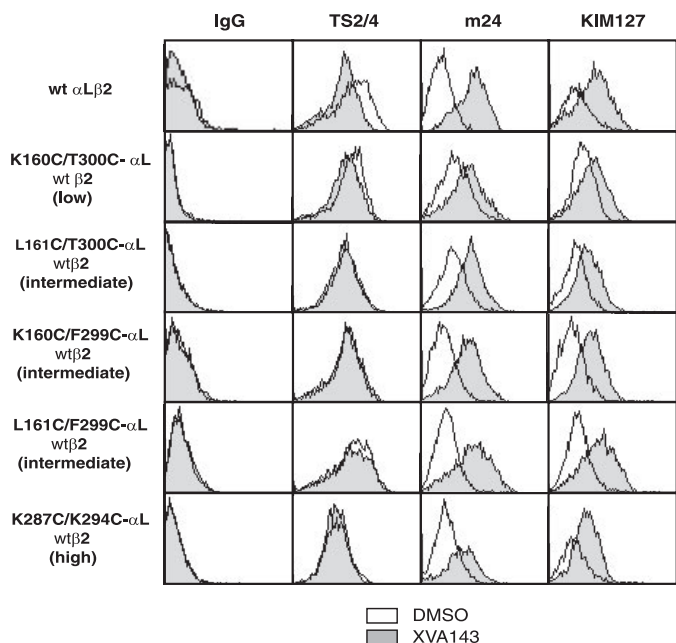 IgG TS2/4 m24 KIM127
wt αLβ2
K160C/T300C- αL
wt β2
(low)
L161C/T300C-αL
wtβ2
(intermediate)
K160C/F299C-αL
wtβ2
(intermediate)
L161C/F299C-αL
wtβ2
(intermediate)
K287C/K294C-αL
wtβ2
(high)
DMSO
XVA143